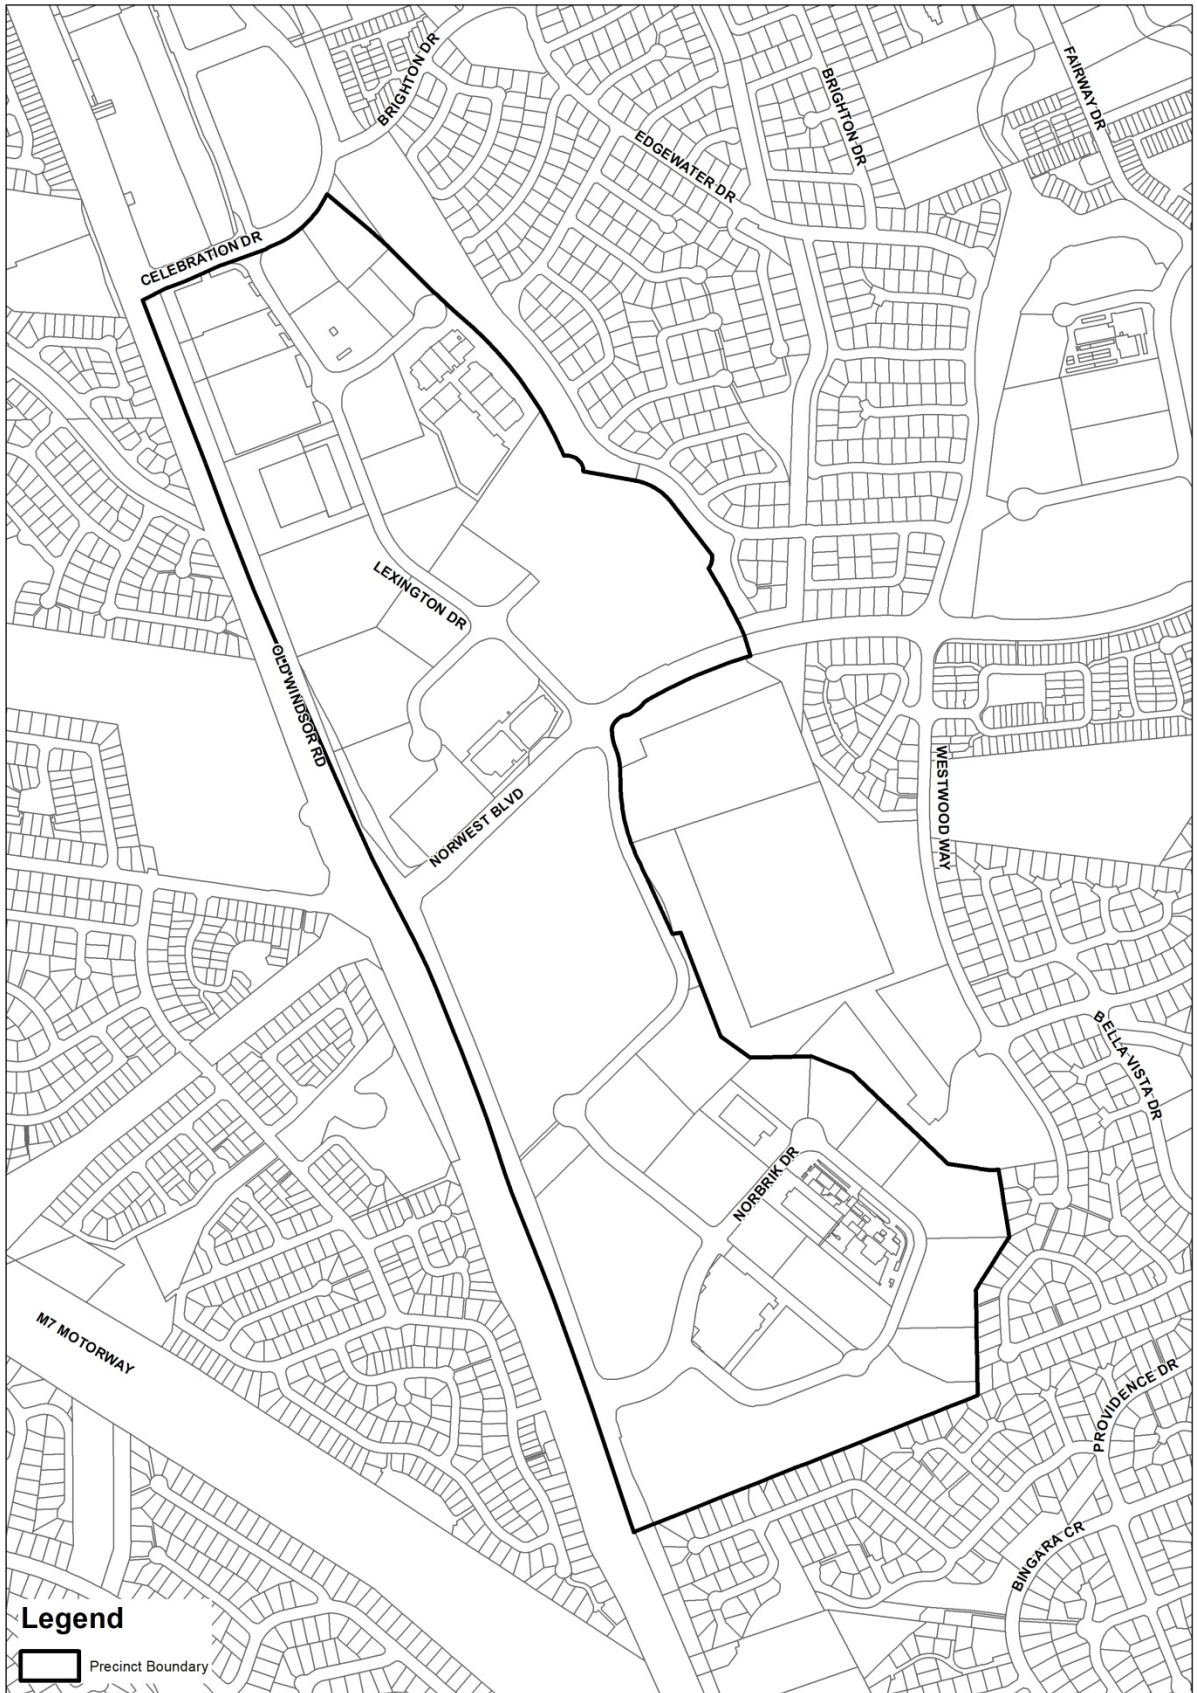 FAIRWAY DR
BRIGHTON DR
BRIGHTON DR
EDGEWATER DR
CELEBRATION DR
LEXINGTON DR
OLD WINDSOR RD
NORWEST BLVD
WESTWOOD WAY
BELLA VISTA DR
NORBRIK DR
M7 MOTORWAY
PROVIDENCE DR
BINGARA CR
Legend
Precinct Boundary